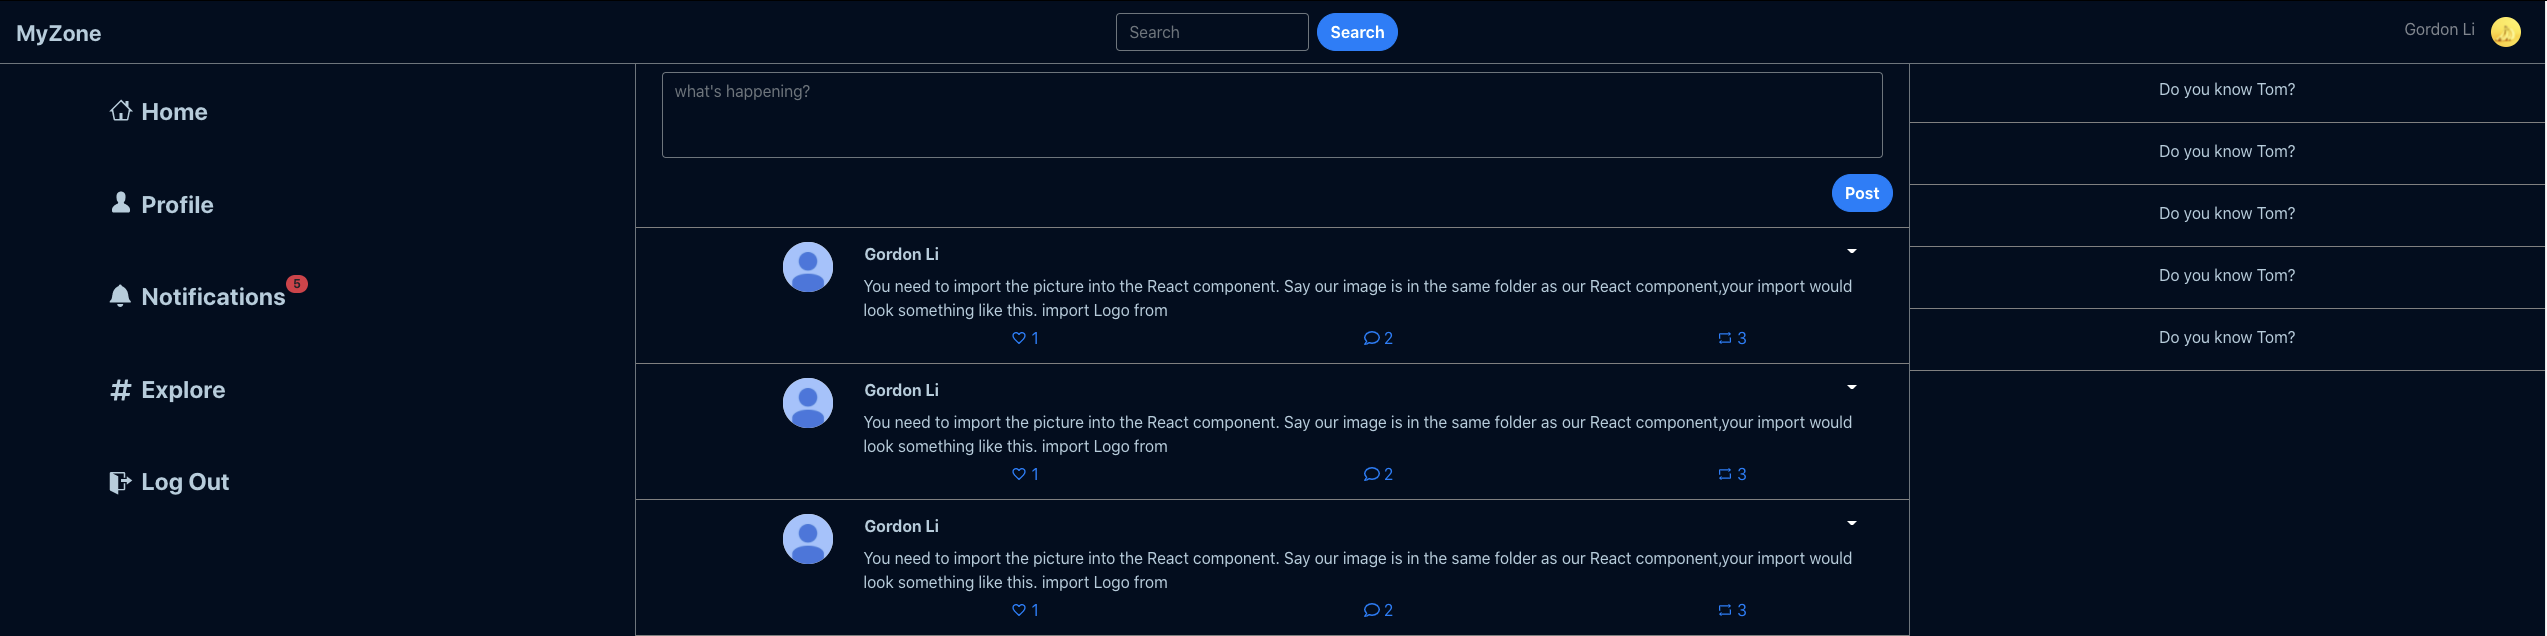 MyZone
Search
Search
Gordon Li
Home
Profile
Notifications 5
# Explore
Log Out
what's happening?
Post
Gordon Li
You need to import the picture into the React component. Say our image is in the same folder as our React component,your import would
look something like this. import Logo from
1 2 3
Gordon Li
You need to import the picture into the React component. Say our image is in the same folder as our React component,your import would
look something like this. import Logo from
1 2 3
Gordon Li
You need to import the picture into the React component. Say our image is in the same folder as our React component,your import would
look something like this. import Logo from
1 2 3
Do you know Tom?
Do you know Tom?
Do you know Tom?
Do you know Tom?
Do you know Tom?